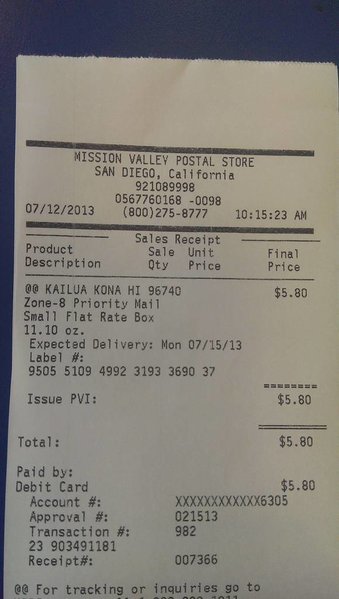 MISSION VALLEY POSTAL STORE
SAN DIEGO, California
921089998
0567760168 -0098
07/12/2013 (800)275-8777 10:15:23 AM
Sales Receipt
Product Sale Unit Final
Description Qty Price Price
@@ KAILUA KONA HI 96740 $5.80
Zone-8 Priority Mail
Small Flat Rate Box
11.10 oz.
Expected Delivery: Mon 07/15/13
Label #:
9505 5109 4992 3193 3690 37
========
Issue PVI: $5.80
Total: $5.80
Paid by:
Debit Card $5.80
Account #: XXXXXXXXXXXX6305
Approval #: 021513
Transaction #: 982
23 903491181
Receipt#: 007366
@@ For tracking or inquiries go to